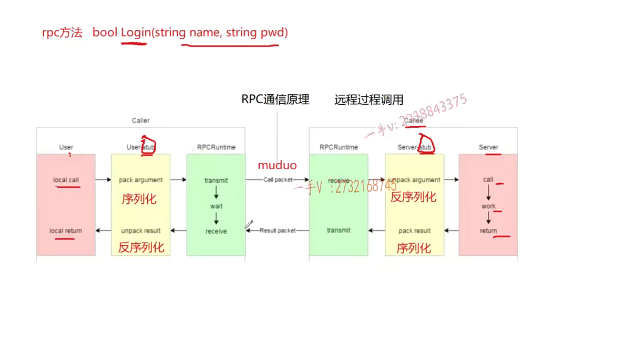 rpc方法 bool Login(string name, string pwd)
RPC通信原理 远程过程调用
一手v: 2938843375
Caller
Callee
User
User stub
RPCRuntime
RPCRuntime
Server-stub
Server
muduo
local call
pack argument
transmit
Call packet
receive
unpack argument
call
一手V :2732168745
序列化
反序列化
wait
work
local return
unpack result
receive
Result packet
transmit
pack result
return
反序列化
序列化